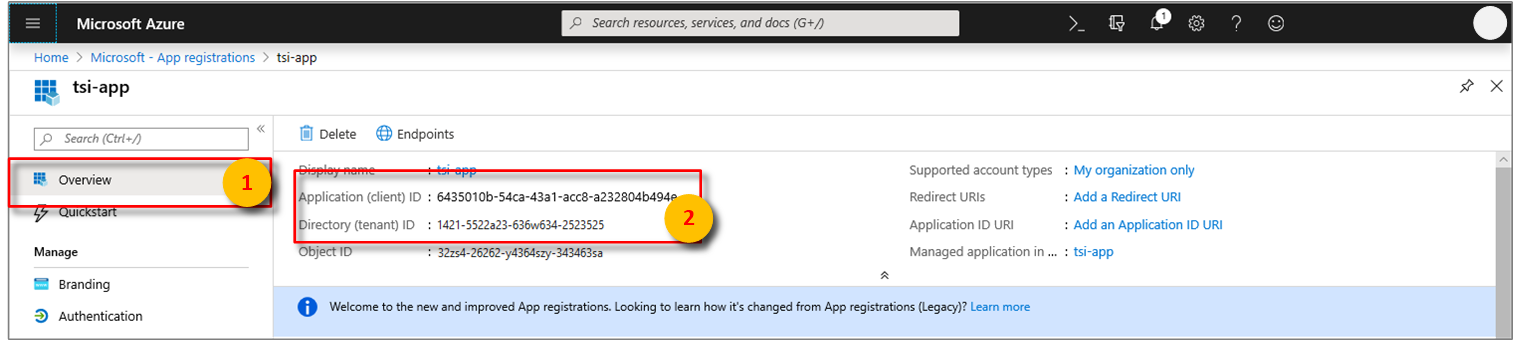 Microsoft Azure
Search resources, services, and docs (G+/)
1
Home > Microsoft - App registrations > tsi-app
tsi-app
Search (Ctrl+/)
«
Overview
1
Quickstart
Manage
Branding
Authentication
Delete Endpoints
Display name : tsi-app
Application (client) ID : 6435010b-54ca-43a1-acc8-a232804b494e
Directory (tenant) ID : 1421-5522a23-636w634-2523525
2
Object ID : 32zs4-26262-y4364szy-343463sa
Supported account types : My organization only
Redirect URIs : Add a Redirect URI
Application ID URI : Add an Application ID URI
Managed application in ... : tsi-app
Welcome to the new and improved App registrations. Looking to learn how it's changed from App registrations (Legacy)? Learn more